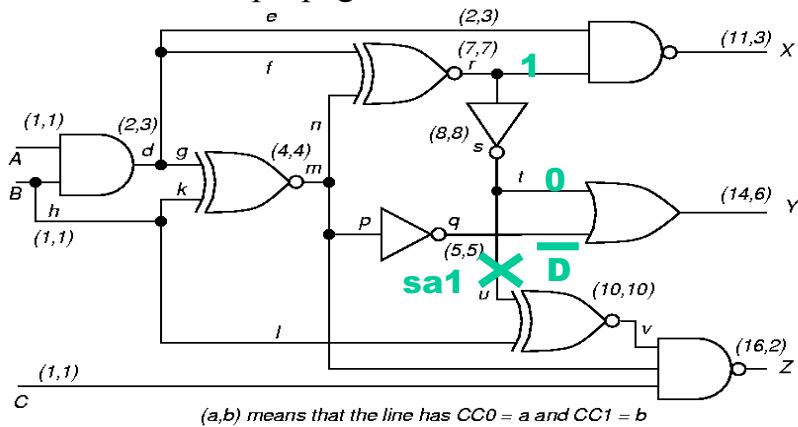 e
(2,3)
(11,3)
X
f
(7,7)
r
1
(1,1)
(2,3)
n
A
d
g
(4,4)
m
(8,8)
s
B
k
t
0
(14,6)
Y
h
(1,1)
p
q
(5,5)
D
sa1
u
(10,10)
l
v
(16,2)
Z
(1,1)
C
(a,b) means that the line has CC0 = a and CC1 = b